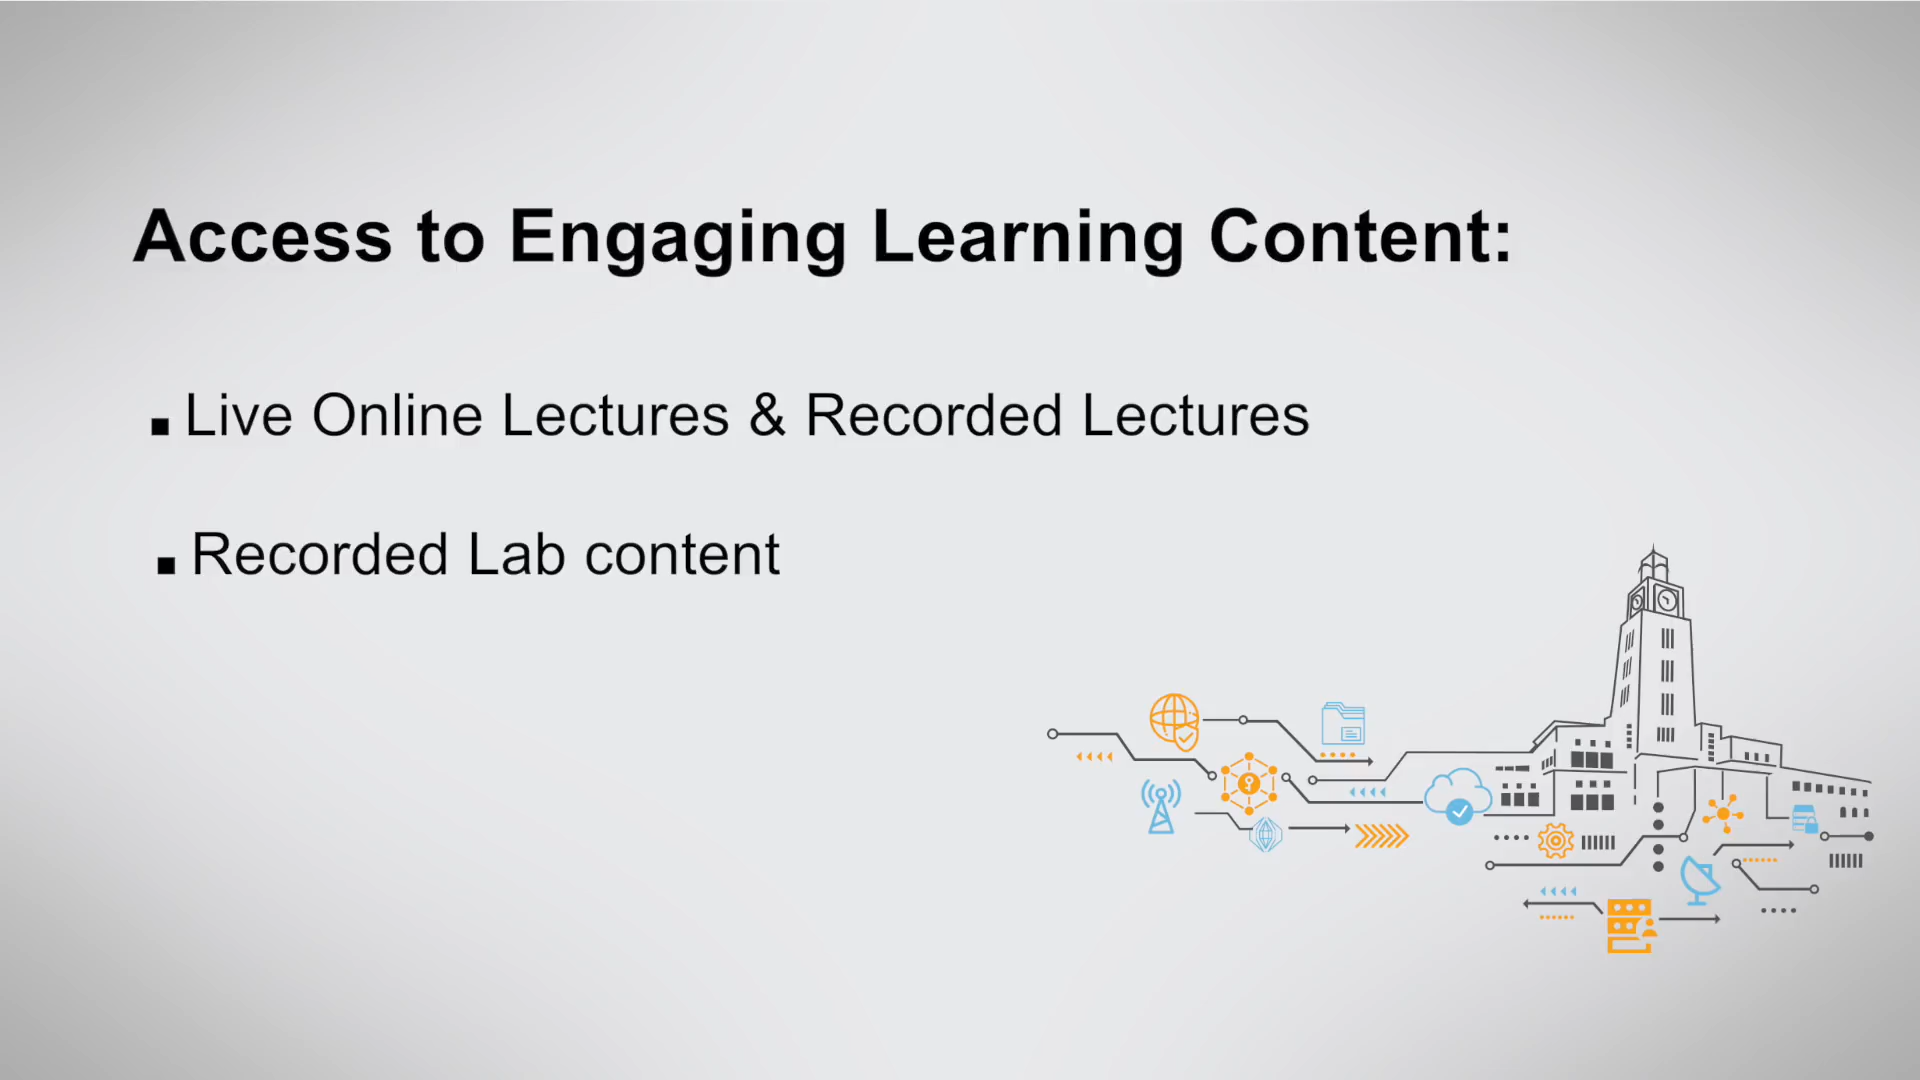 Access to Engaging Learning Content:
▪ Live Online Lectures & Recorded Lectures
▪ Recorded Lab content